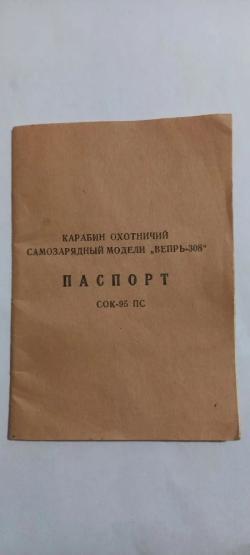 КАРАБИН ОХОТНИЧИЙ
САМОЗАРЯДНЫЙ МОДЕЛИ „ВЕПРЬ-308"
ПАСПОРТ
СОК-95 ПС